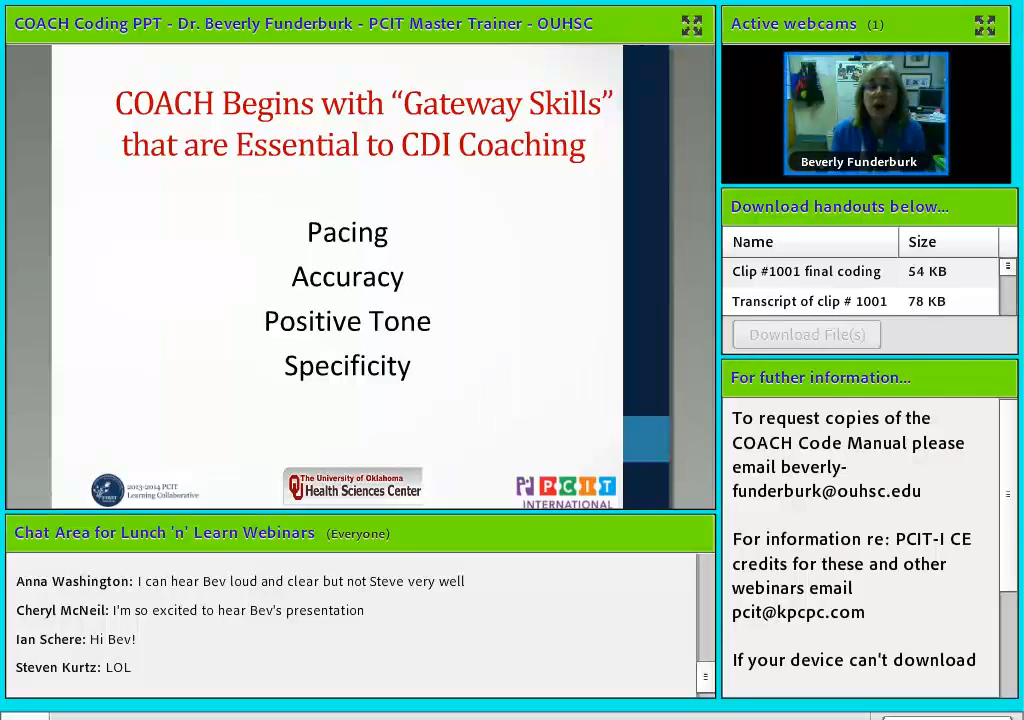 COACH Coding PPT - Dr. Beverly Funderburk - PCIT Master Trainer - OUHSC
COACH Begins with “Gateway Skills”
that are Essential to CDI Coaching
Pacing
Accuracy
Positive Tone
Specificity
2013-2014 PCIT
Learning Collaborative
The University of Oklahoma
Health Sciences Center
PCIT
INTERNATIONAL
Chat Area for Lunch 'n' Learn Webinars (Everyone)
Anna Washington: I can hear Bev loud and clear but not Steve very well
Cheryl McNeil: I'm so excited to hear Bev's presentation
Ian Schere: Hi Bev!
Steven Kurtz: LOL
Active webcams (1)
Beverly Funderburk
Download handouts below...
Name Size
Clip #1001 final coding 54 KB
Transcript of clip # 1001 78 KB
Download File(s)
For futher information...
To request copies of the
COACH Code Manual please
email beverly-
funderburk@ouhsc.edu
For information re: PCIT-I CE
credits for these and other
webinars email
pcit@kpcpc.com
If your device can't download